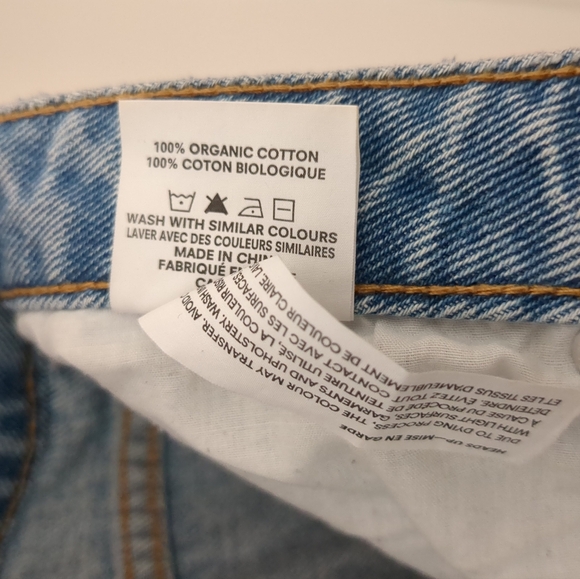 100% ORGANIC COTTON
100% COTON BIOLOGIQUE
WASH WITH SIMILAR COLOURS
LAVER AVEC DES COULEURS SIMILAIRES
MADE IN
FABRIQUÉ
HEADS UP—MISE EN GARDE
DUE TO DYING PROCESS, THE COLOUR MAY TRANSFER. AVOID
WITH LIGHT SURFACES, GARMENTS AND UPHOLSTERY. WASH
À CAUSE DU PROCÉDÉ DE TEINTURE UTILISÉ, LA COULEUR
DÉTEINDRE. ÉVITEZ TOUT CONTACT AVEC LES SURFACES
ET LES TISSUS D'AMEUBLEMENT DE COULEUR CLAIRE.